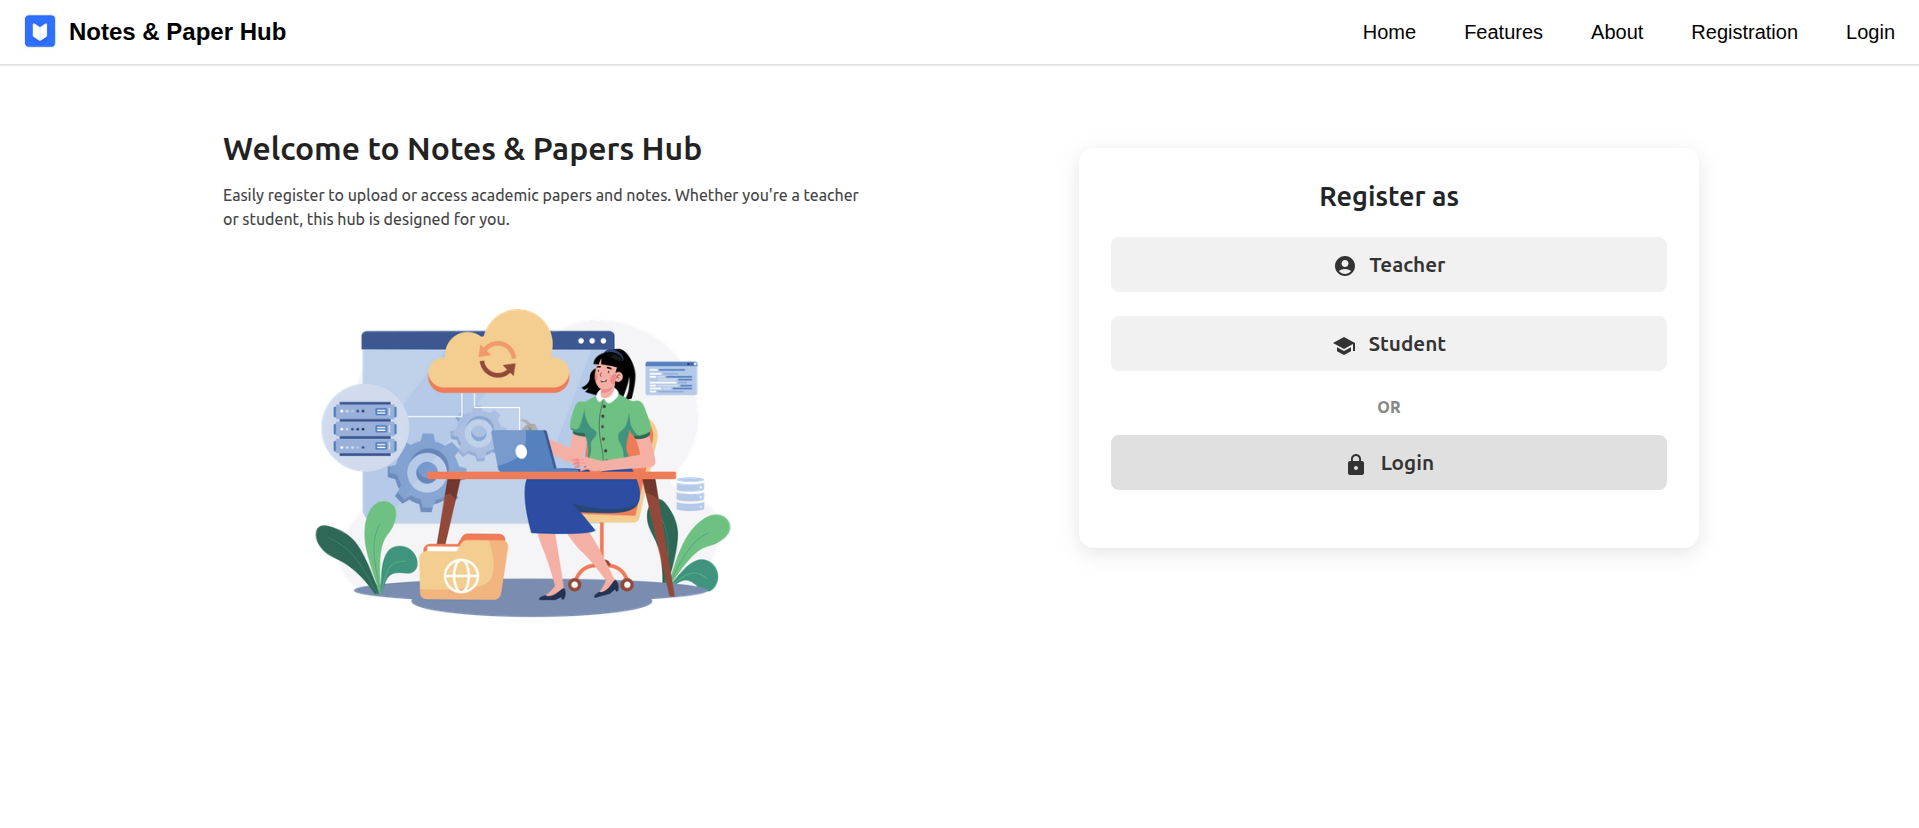 Notes & Paper Hub
Home
Features
About
Registration
Login
Welcome to Notes & Papers Hub
Easily register to upload or access academic papers and notes. Whether you're a teacher
or student, this hub is designed for you.
Register as
Teacher
Student
OR
Login